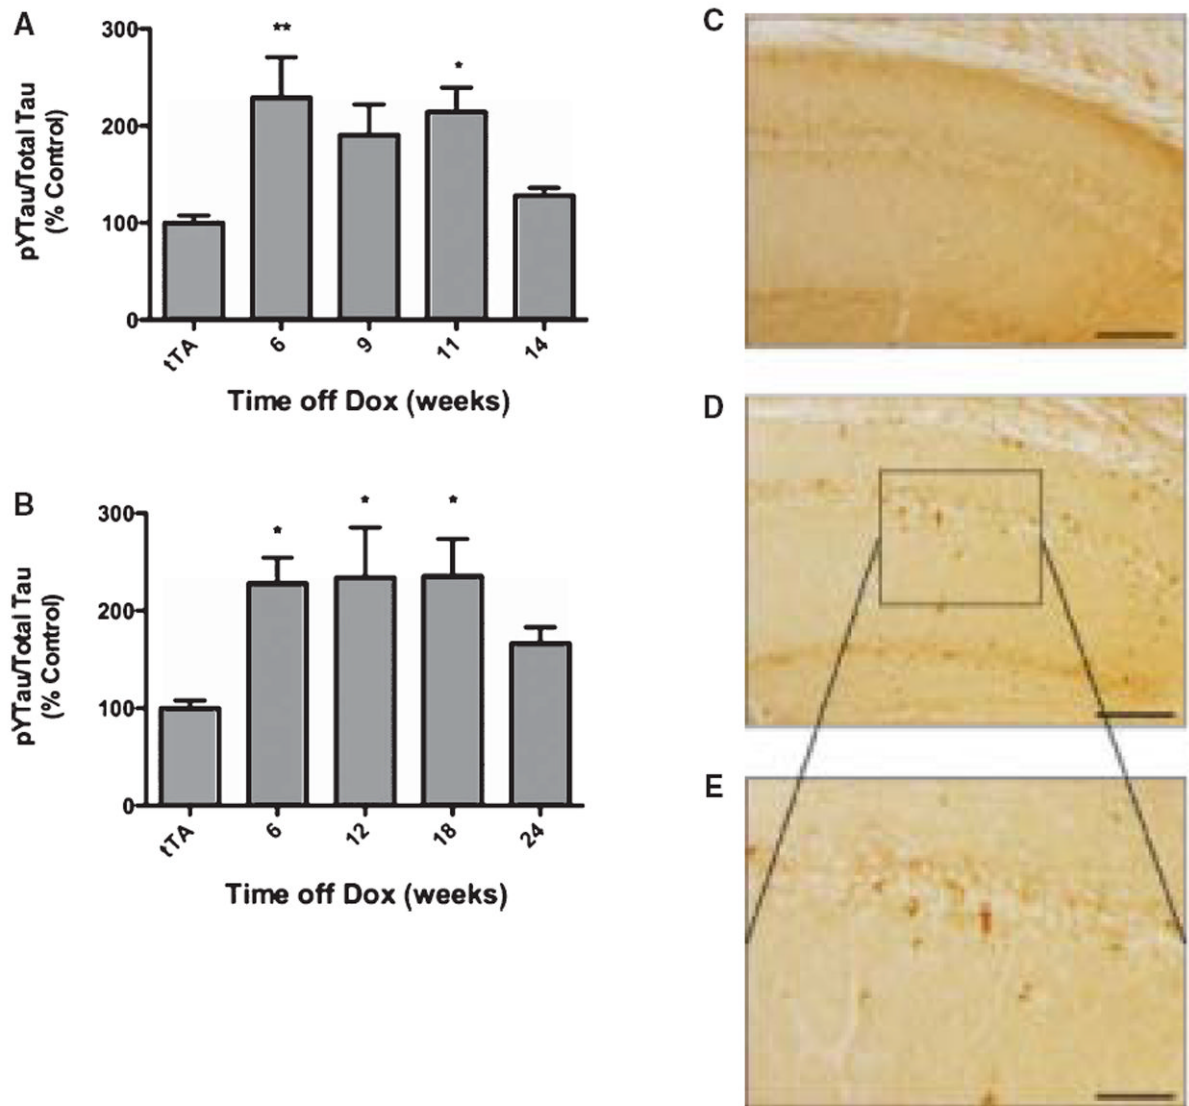 A
pYTau/Total Tau
(% Control)
300
200
100
0
**
*
tTA
6
9
11
14
Time off Dox (weeks)
B
pYTau/Total Tau
(% Control)
300
200
100
0
*
*
*
tTA
6
12
18
24
Time off Dox (weeks)
C
D
E